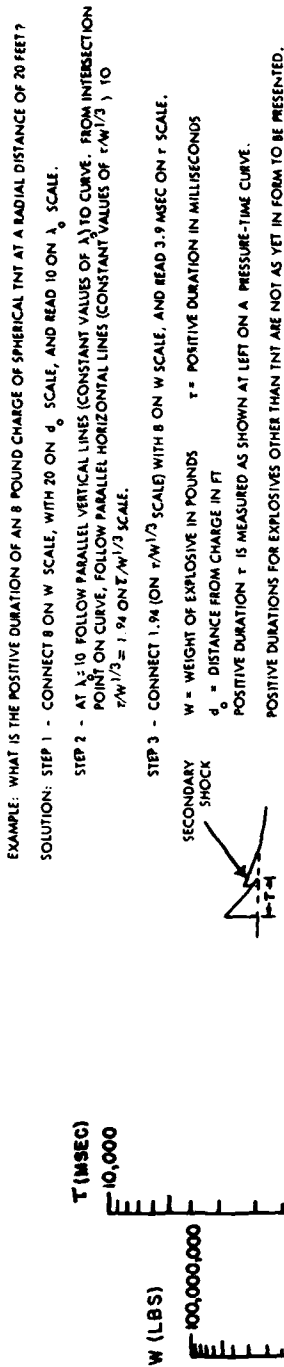 EXAMPLE: WHAT IS THE POSITIVE DURATION OF AN 8 POUND CHARGE OF SPHERICAL TNT AT A RADIAL DISTANCE OF 20 FEET?
SOLUTION: STEP 1 - CONNECT 8 ON W SCALE, WITH 20 ON d₀ SCALE, AND READ 10 ON λ₀ SCALE.
STEP 2 - AT λ₀= 10 FOLLOW PARALLEL VERTICAL LINES (CONSTANT VALUES OF λ₀) TO CURVE. FROM INTERSECTION
POINT ON CURVE, FOLLOW PARALLEL HORIZONTAL LINES (CONSTANT VALUES OF τ/W^1/3 ) TO
τ/W^1/3 = 1.94 ON τ/W^1/3 SCALE.
STEP 3 - CONNECT 1.94 (ON τ/W^1/3 SCALE) WITH 8 ON W SCALE, AND READ 3.9 MSEC ON τ SCALE.
W = WEIGHT OF EXPLOSIVE IN POUNDS τ = POSITIVE DURATION IN MILLISECONDS
d₀ = DISTANCE FROM CHARGE IN FT
POSITIVE DURATION τ IS MEASURED AS SHOWN AT LEFT ON A PRESSURE-TIME CURVE.
POSITIVE DURATIONS FOR EXPLOSIVES OTHER THAN TNT ARE NOT AS YET IN FORM TO BE PRESENTED.
SECONDARY
SHOCK
τ
T (MSEC)
10,000
W (LBS)
100,000,000